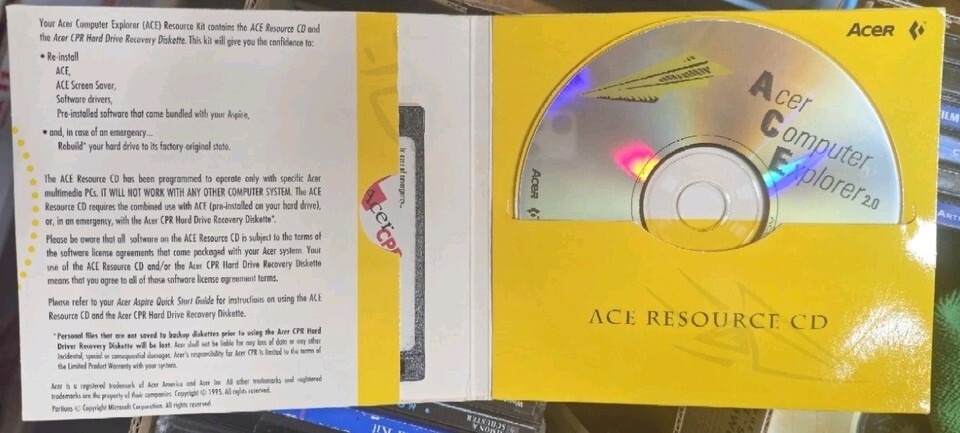 Your Acer Computer Explorer (ACE) Resource Kit contains the ACE Resource CD and
the Acer CPR Hard Drive Recovery Diskette. This kit will give you the confidence to:
• Re-install
ACE,
ACE Screen Saver,
Software drivers,
Pre-installed software that came bundled with your Aspire,
• and, in case of an emergency...
Rebuild* your hard drive to its factory-original state.
The ACE Resource CD has been programmed to operate only with specific Acer
multimedia PCs. IT WILL NOT WORK WITH ANY OTHER COMPUTER SYSTEM. The ACE
Resource CD requires the combined use with ACE (pre-installed on your hard drive),
or, in an emergency, with the Acer CPR Hard Drive Recovery Diskette*.
Please be aware that all software on the ACE Resource CD is subject to the terms of
the software license agreements that come packaged with your Acer system. Your
use of the ACE Resource CD and/or the Acer CPR Hard Drive Recovery Diskette
means that you agree to all of those software license agreement terms.
Please refer to your Acer Aspire Quick Start Guide for instructions on using the ACE
Resource CD and the Acer CPR Hard Drive Recovery Diskette.
*Personal files that are not saved to backup diskettes prior to using the Acer CPR Hard
Driver Recovery Diskette will be lost. Acer shall not be liable for any loss of data or any other
incidental, special or consequential damages. Acer's responsibility for Acer CPR is limited to the terms of
the Limited Product Warranty with your system.
Acer is a registered trademark of Acer America and Acer Inc. All other trademarks and registered
trademarks are the property of their companies. Copyright © 1995. All rights reserved.
Portions © Copyright Microsoft Corporation. All rights reserved
In case of emergency...
Acer CPR
ACER
Acer
Computer
Explorer 2.0
ACER
ACE RESOURCE CD
SIMON &
SCHUSTER